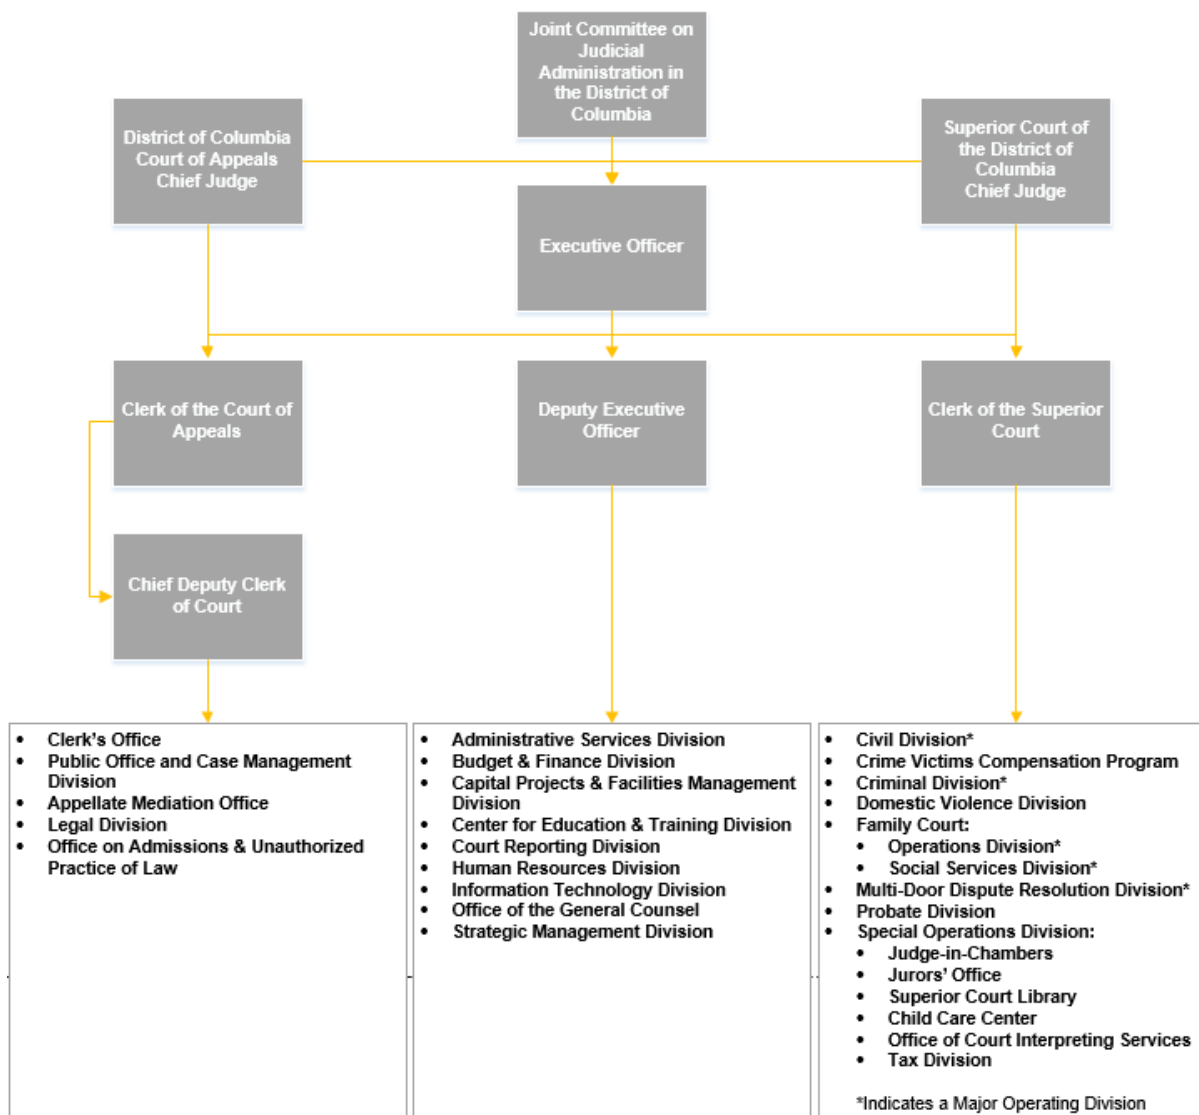 Joint Committee on
Judicial
Administration in
the District of
Columbia
District of Columbia
Court of Appeals
Chief Judge
Superior Court of
the District of
Columbia
Chief Judge
Executive Officer
Clerk of the Court of
Appeals
Deputy Executive
Officer
Clerk of the Superior
Court
Chief Deputy Clerk
of Court
• Clerk's Office
• Public Office and Case Management
Division
• Appellate Mediation Office
• Legal Division
• Office on Admissions & Unauthorized
Practice of Law
• Administrative Services Division
• Budget & Finance Division
• Capital Projects & Facilities Management
Division
• Center for Education & Training Division
• Court Reporting Division
• Human Resources Division
• Information Technology Division
• Office of the General Counsel
• Strategic Management Division
• Civil Division*
• Crime Victims Compensation Program
• Criminal Division*
• Domestic Violence Division
• Family Court:
• Operations Division*
• Social Services Division*
• Multi-Door Dispute Resolution Division*
• Probate Division
• Special Operations Division:
• Judge-in-Chambers
• Jurors' Office
• Superior Court Library
• Child Care Center
• Office of Court Interpreting Services
• Tax Division
*Indicates a Major Operating Division